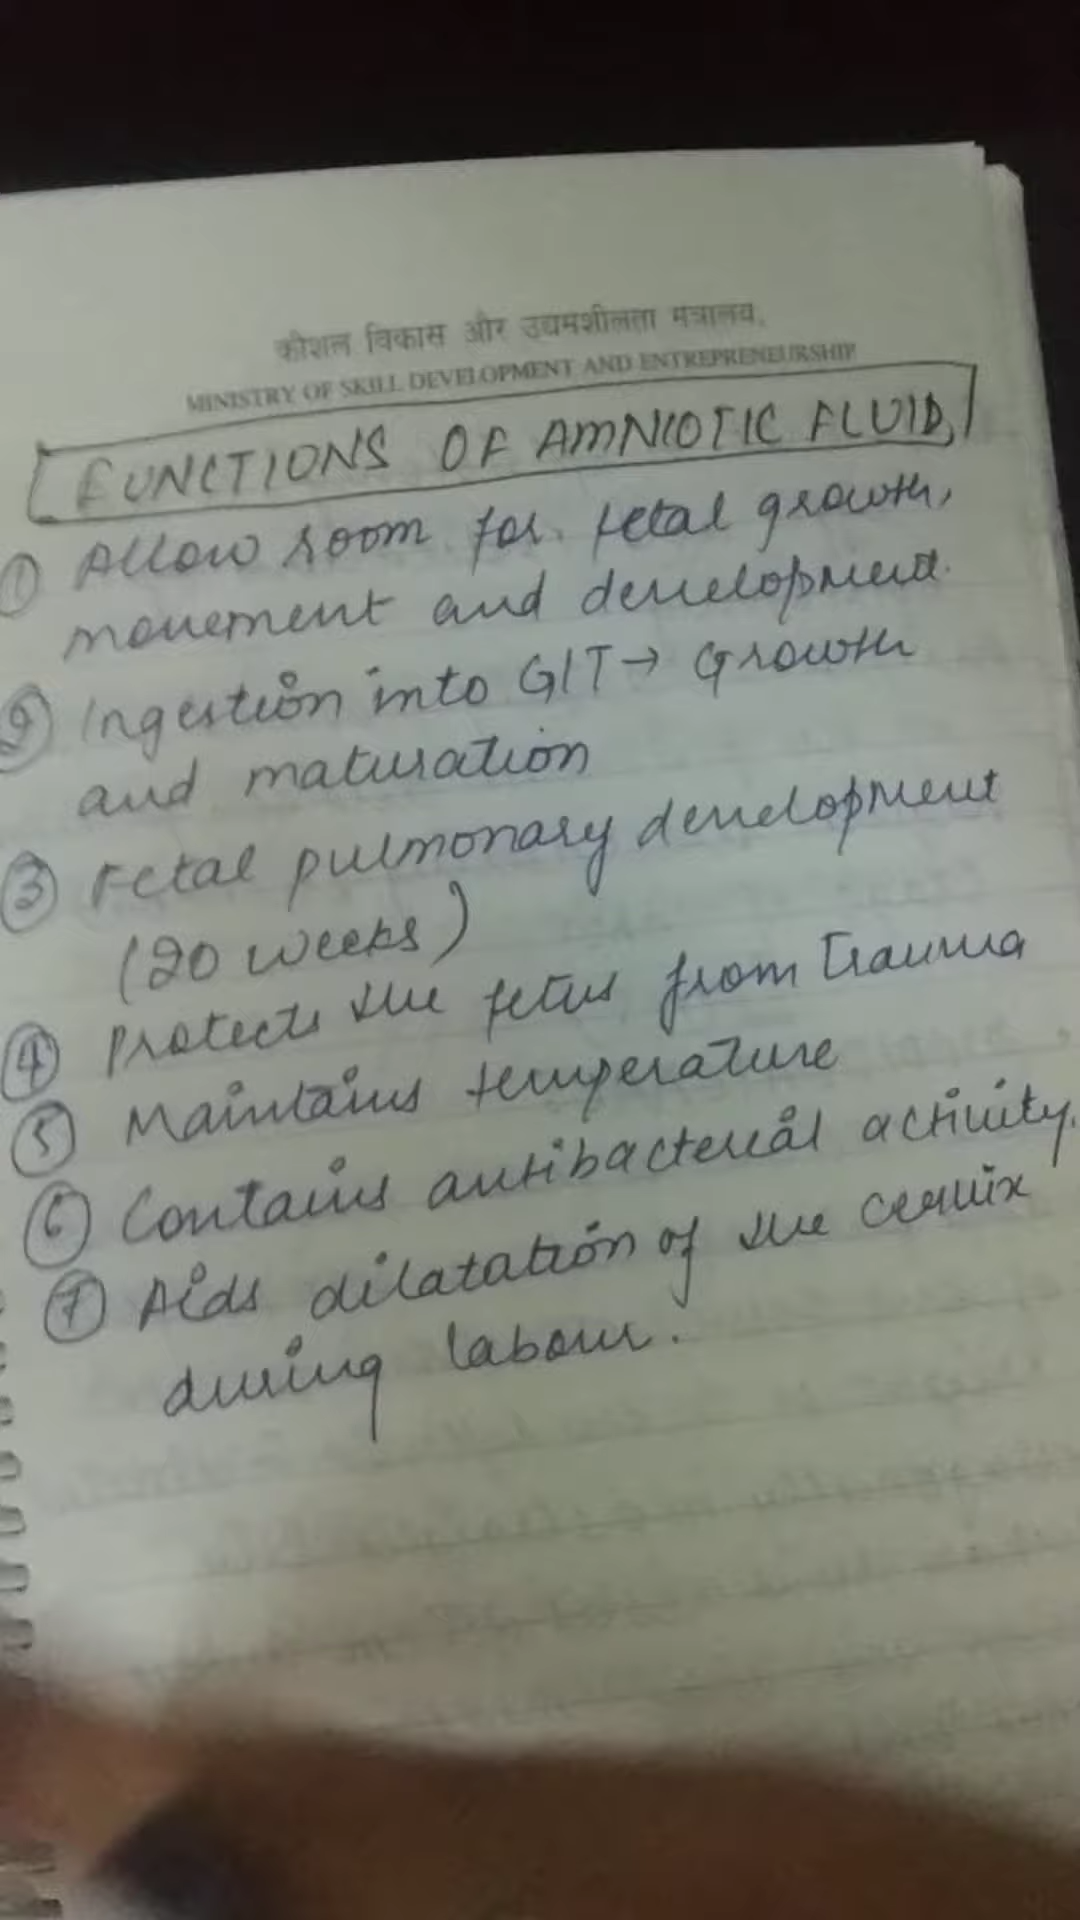 कौशल विकास और उद्यमशीलता मंत्रालय,
MINISTRY OF SKILL DEVELOPMENT AND ENTREPRENEURSHIP
FUNCTIONS OF AMNIOTIC FLUID,
① Allow room for. fetal growth,
movement and development.
② Ingestion into GIT → Growth
and maturation
③ Fetal pulmonary development
(20 weeks)
④ Protects the fetus from trauma
⑤ Maintains temperature
⑥ Contains antibacterial activity.
⑦ Aids dilatation of the cervix
during labour.